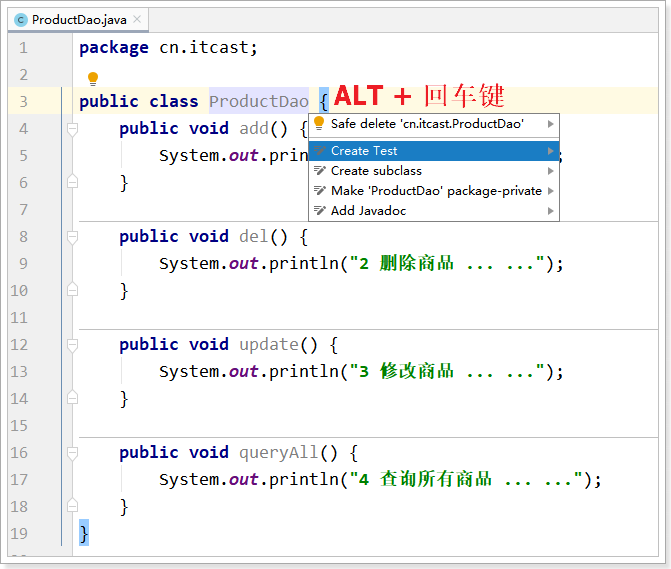 ProductDao.java
1 package cn.itcast;
2
3 public class ProductDao { ALT + 回车键
Safe delete 'cn.itcast.ProductDao'
4 public void add() {
Create Test
5 System.out.prin ;
Create subclass
6 }
Make 'ProductDao' package-private
7
Add Javadoc
8 public void del() {
9 System.out.println("2 删除商品 ... ...");
10 }
11
12 public void update() {
13 System.out.println("3 修改商品 ... ...");
14 }
15
16 public void queryAll() {
17 System.out.println("4 查询所有商品 ... ...");
18 }
19 }